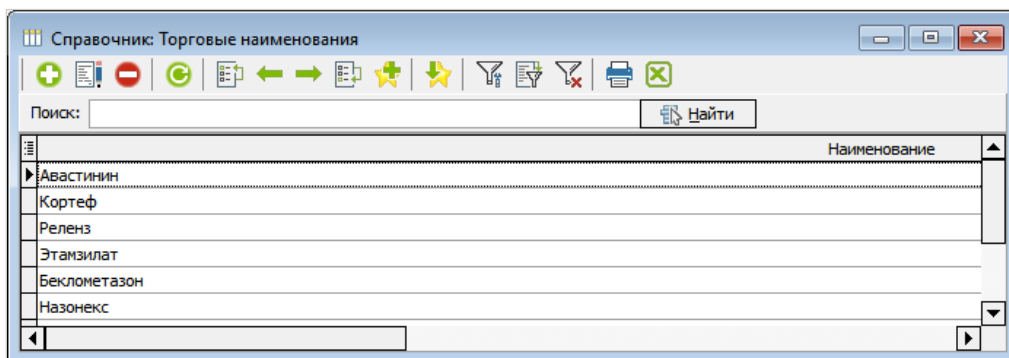 Справочник: Торговые наименования
Поиск:
Найти
Наименование
Авастинин
Кортеф
Реленз
Этамзилат
Беклометазон
Назонекс